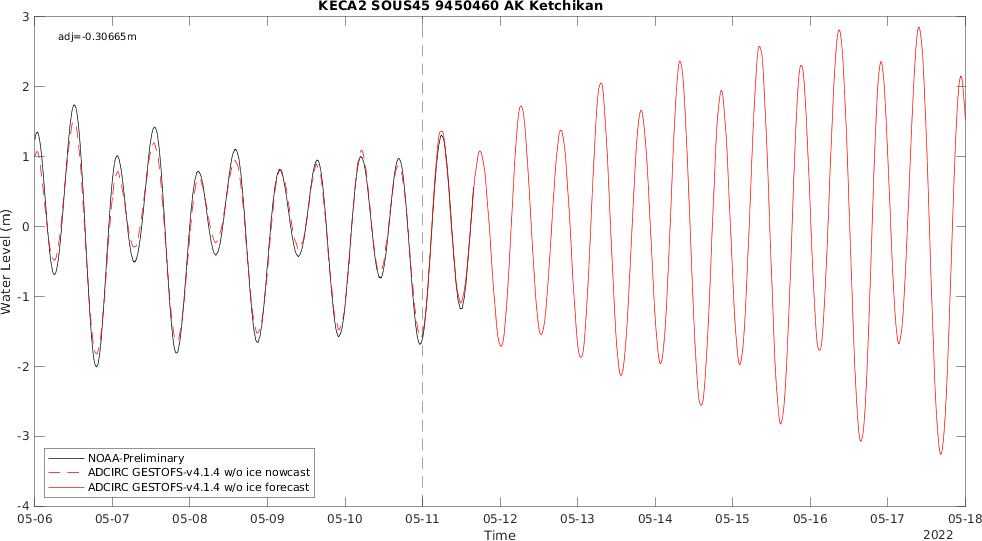 KECA2 SOUS45 9450460 AK Ketchikan
adj=-0.30665m
3
2
1
0
-1
-2
-3
-4
Water Level (m)
NOAA-Preliminary
ADCIRC GESTOFS-v4.1.4 w/o ice nowcast
ADCIRC GESTOFS-v4.1.4 w/o ice forecast
05-06 05-07 05-08 05-09 05-10 05-11 05-12 05-13 05-14 05-15 05-16 05-17 05-18
Time
2022